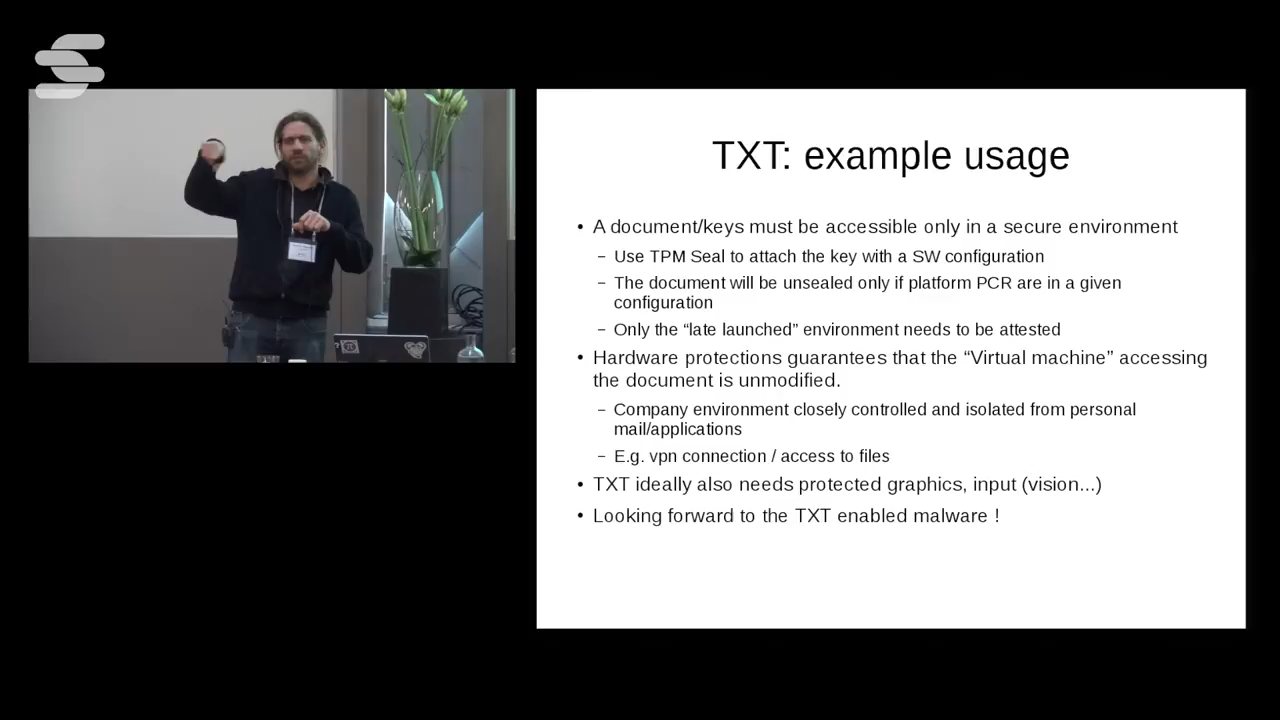 TXT: example usage
• A document/keys must be accessible only in a secure environment
– Use TPM Seal to attach the key with a SW configuration
– The document will be unsealed only if platform PCR are in a given
configuration
– Only the “late launched” environment needs to be attested
• Hardware protections guarantees that the “Virtual machine” accessing
the document is unmodified.
– Company environment closely controlled and isolated from personal
mail/applications
– E.g. vpn connection / access to files
• TXT ideally also needs protected graphics, input (vision...)
• Looking forward to the TXT enabled malware !